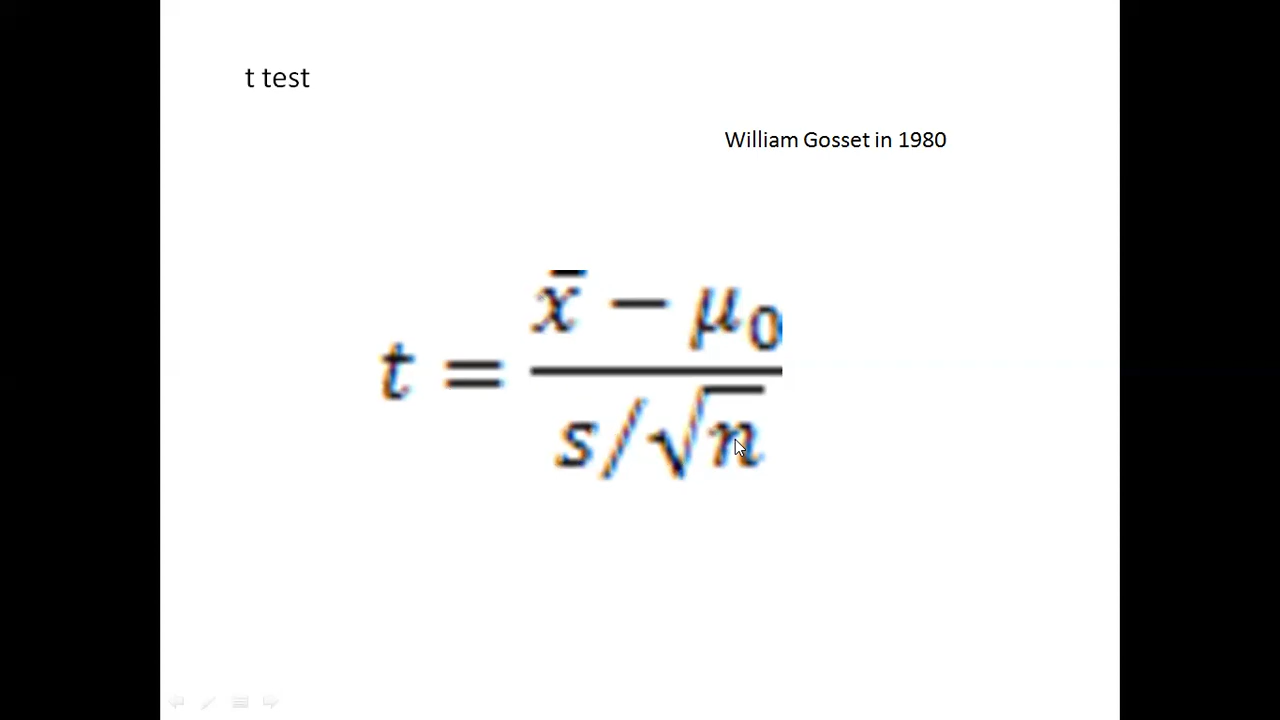 t test
William Gosset in 1980
t = x̄ − μ₀
s/√n